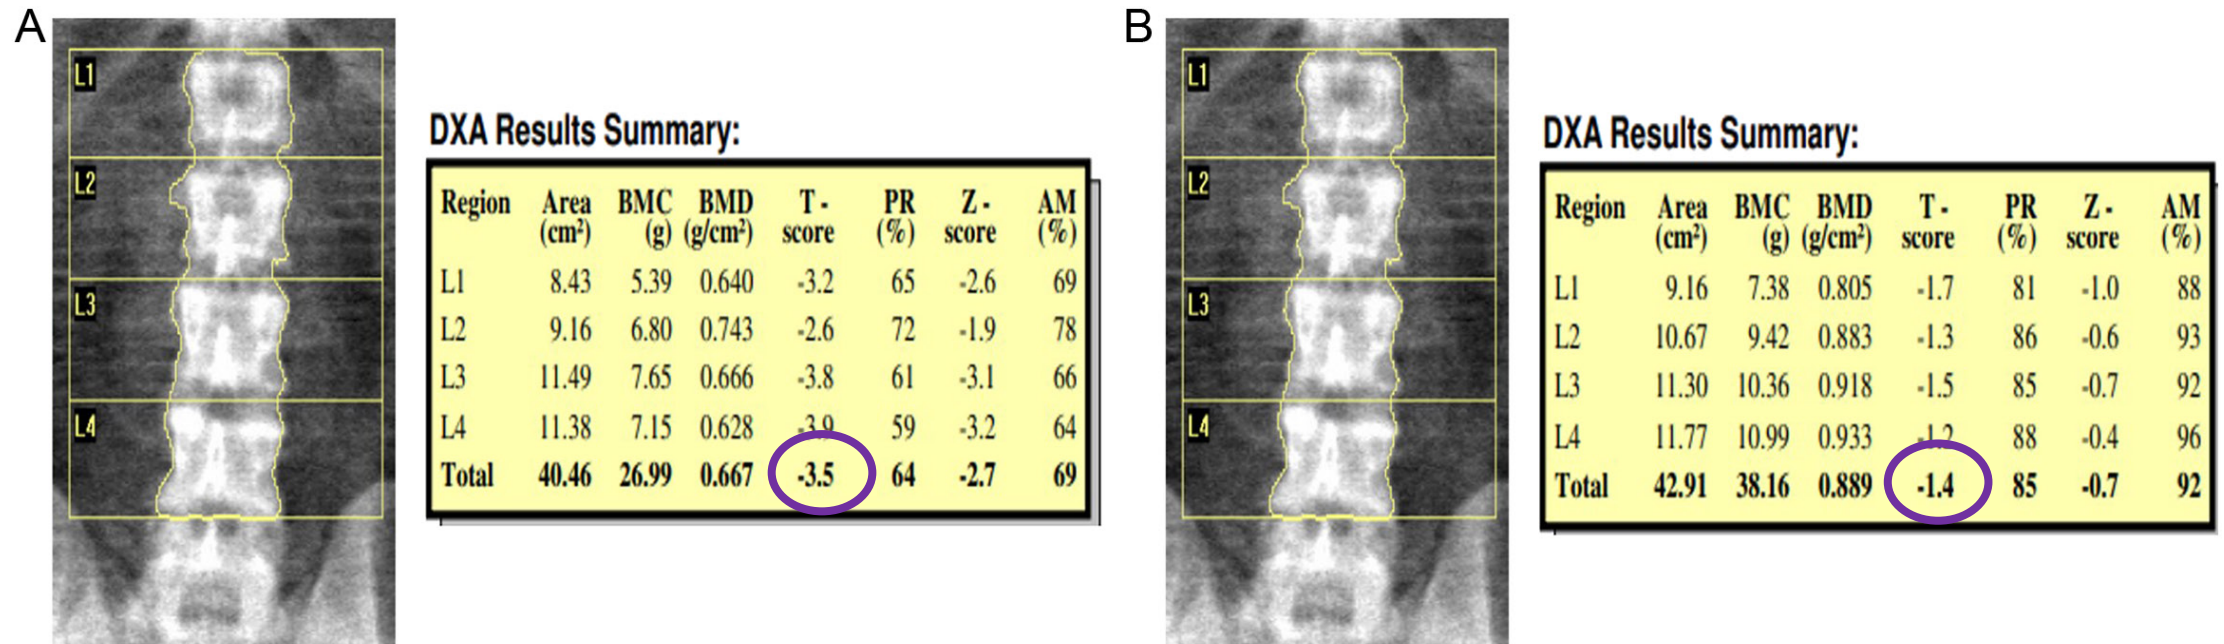 A
L1
L2
L3
L4
DXA Results Summary:
Region Area (cm²) BMC (g) BMD (g/cm²) T - score PR (%) Z - score AM (%)
L1 8.43 5.39 0.640 -3.2 65 -2.6 69
L2 9.16 6.80 0.743 -2.6 72 -1.9 78
L3 11.49 7.65 0.666 -3.8 61 -3.1 66
L4 11.38 7.15 0.628 -3.9 59 -3.2 64
Total 40.46 26.99 0.667 -3.5 64 -2.7 69
B
L1
L2
L3
L4
DXA Results Summary:
Region Area (cm²) BMC (g) BMD (g/cm²) T - score PR (%) Z - score AM (%)
L1 9.16 7.38 0.805 -1.7 81 -1.0 88
L2 10.67 9.42 0.883 -1.3 86 -0.6 93
L3 11.30 10.36 0.918 -1.5 85 -0.7 92
L4 11.77 10.99 0.933 -1.2 88 -0.4 96
Total 42.91 38.16 0.889 -1.4 85 -0.7 92